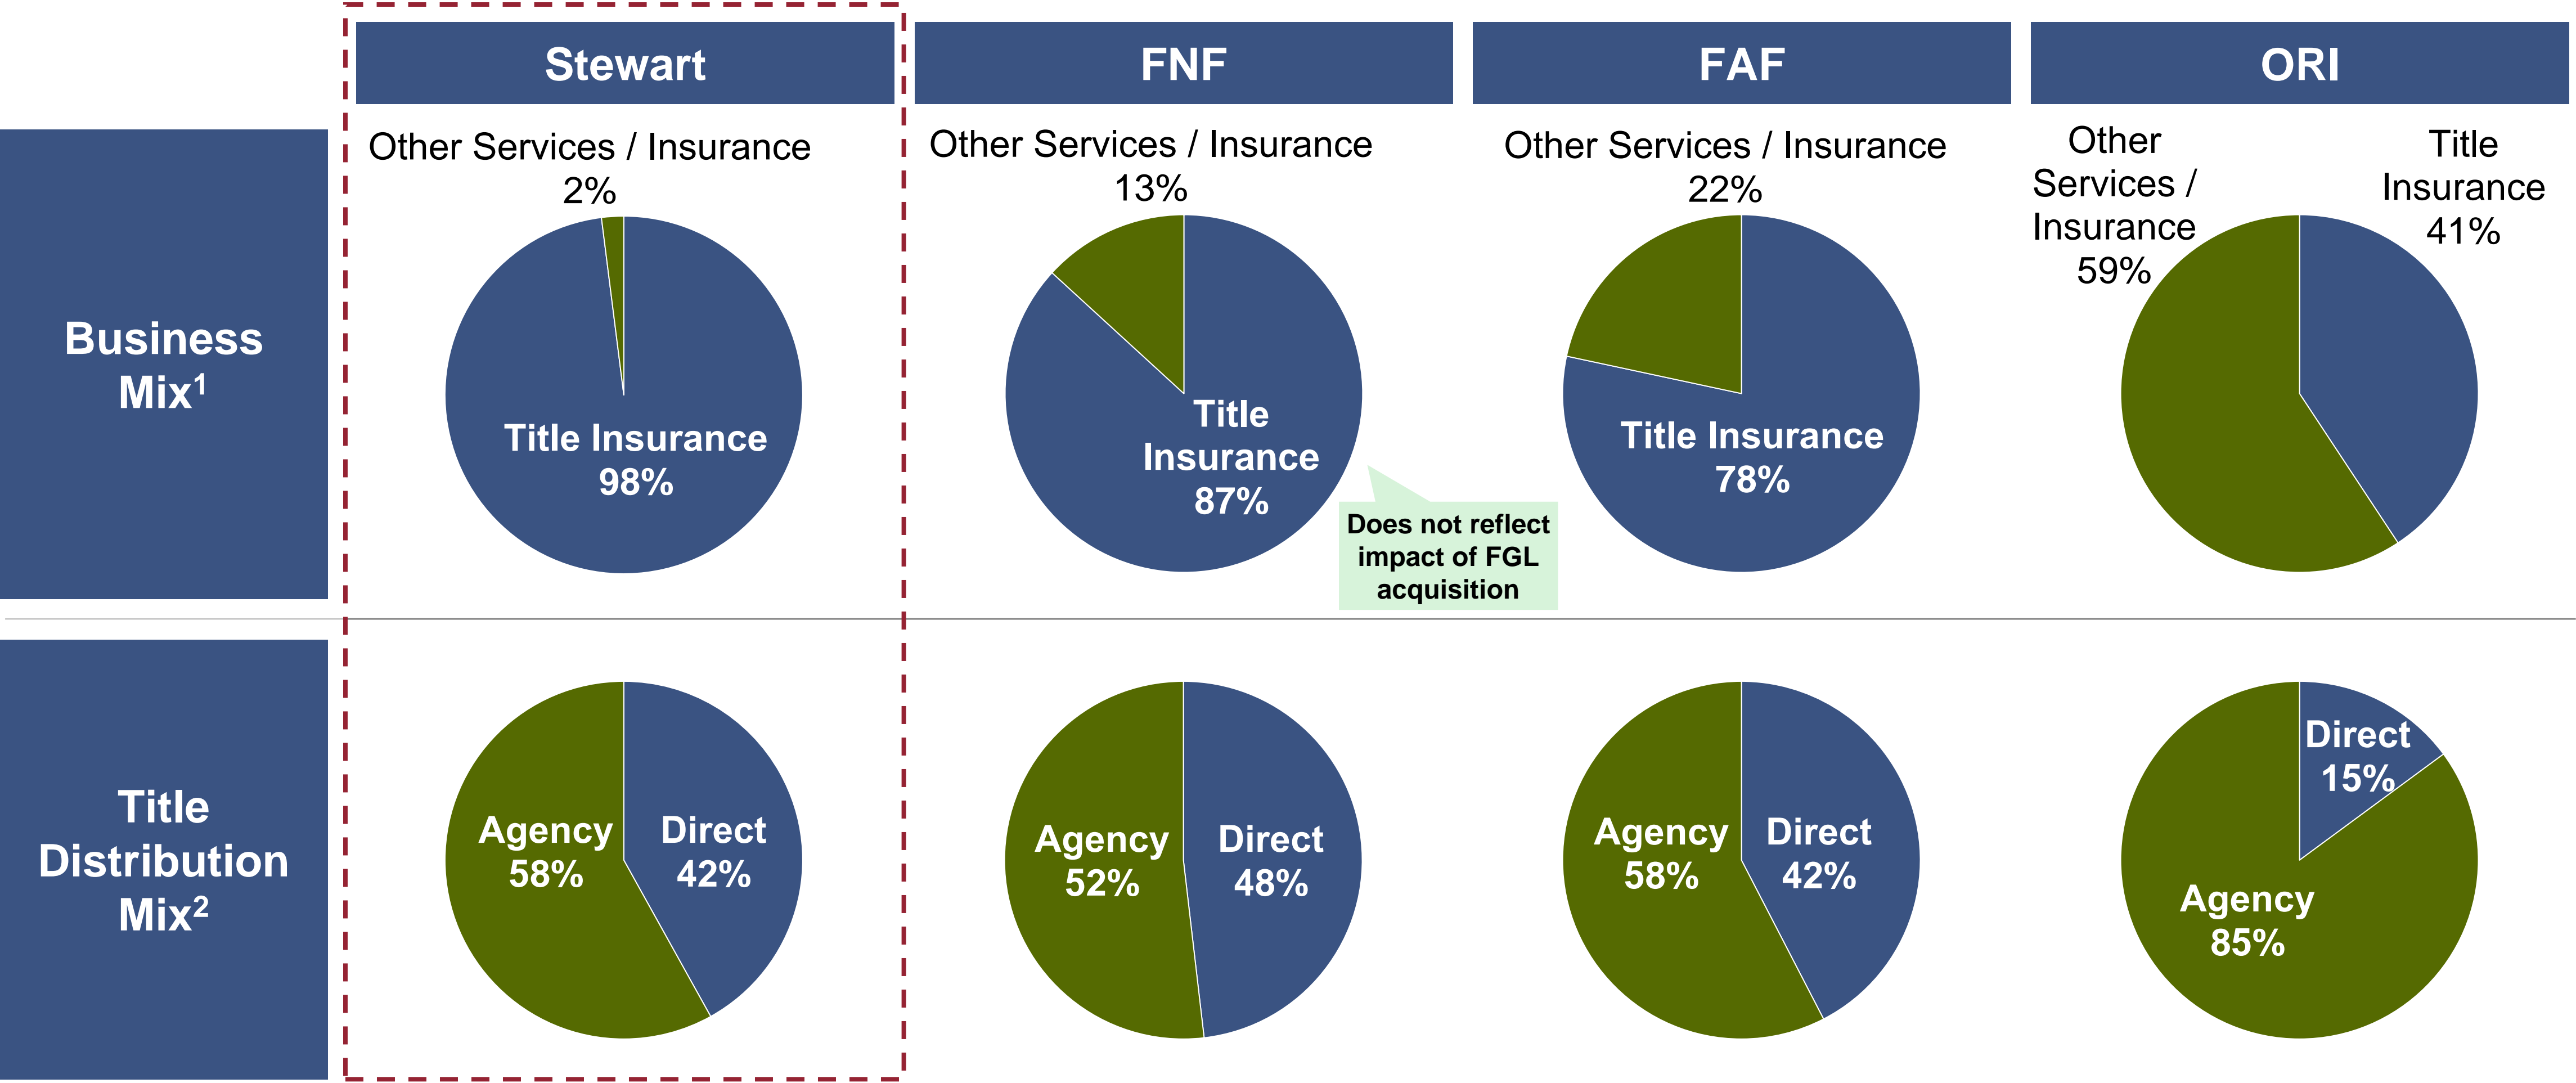 Stewart
FNF
FAF
ORI
Business
Mix¹
Other Services / Insurance
2%
Title Insurance
98%
Other Services / Insurance
13%
Title
Insurance
87%
Does not reflect
impact of FGL
acquisition
Other Services / Insurance
22%
Title Insurance
78%
Other
Services /
Insurance
59%
Title
Insurance
41%
Title
Distribution
Mix²
Agency
58%
Direct
42%
Agency
52%
Direct
48%
Agency
58%
Direct
42%
Direct
15%
Agency
85%